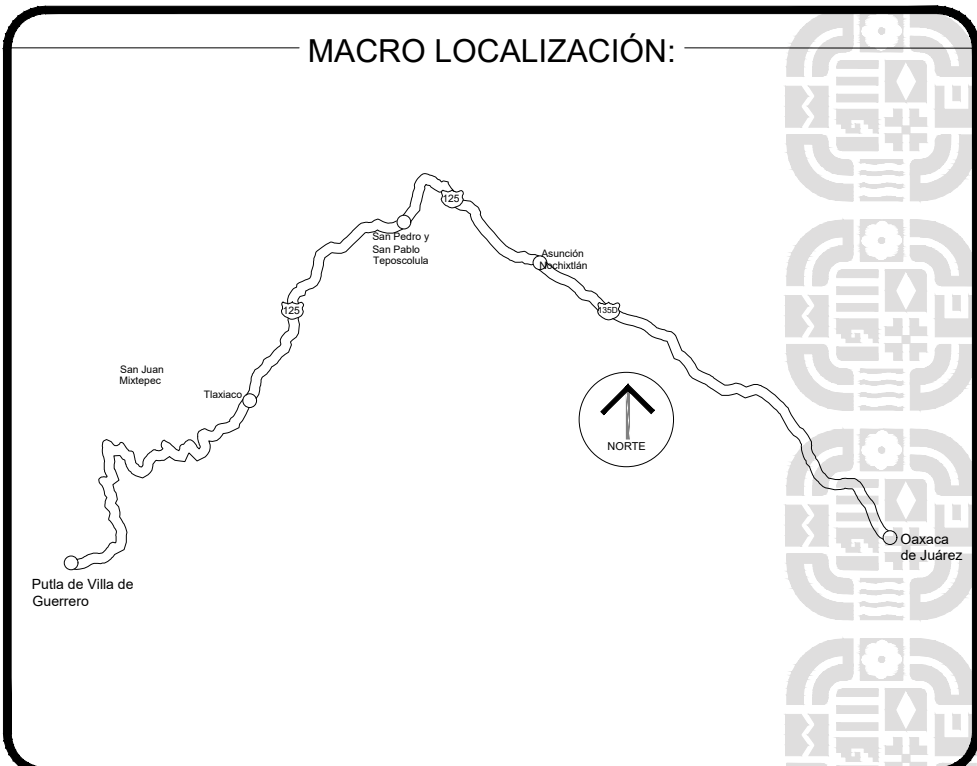 MACRO LOCALIZACIÓN:
125
San Pedro y
San Pablo
Teposcolula
Asunción
Nochixtlán
125
135D
San Juan
Mixtepec
Tlaxiaco
NORTE
Oaxaca
de Juárez
Putla de Villa de
Guerrero